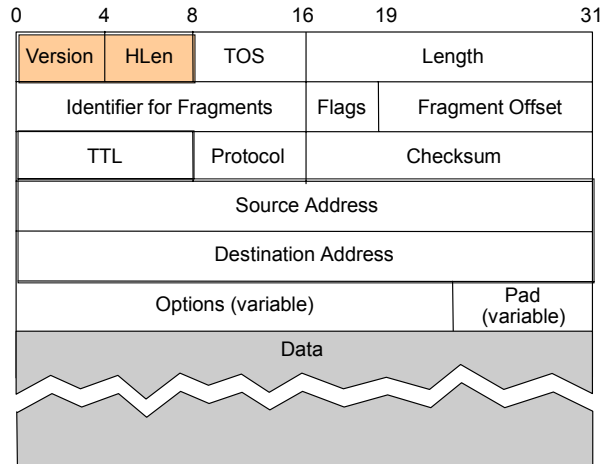 0 4 8 16 19 31
Version HLen TOS Length
Identifier for Fragments Flags Fragment Offset
TTL Protocol Checksum
Source Address
Destination Address
Options (variable) Pad
(variable)
Data